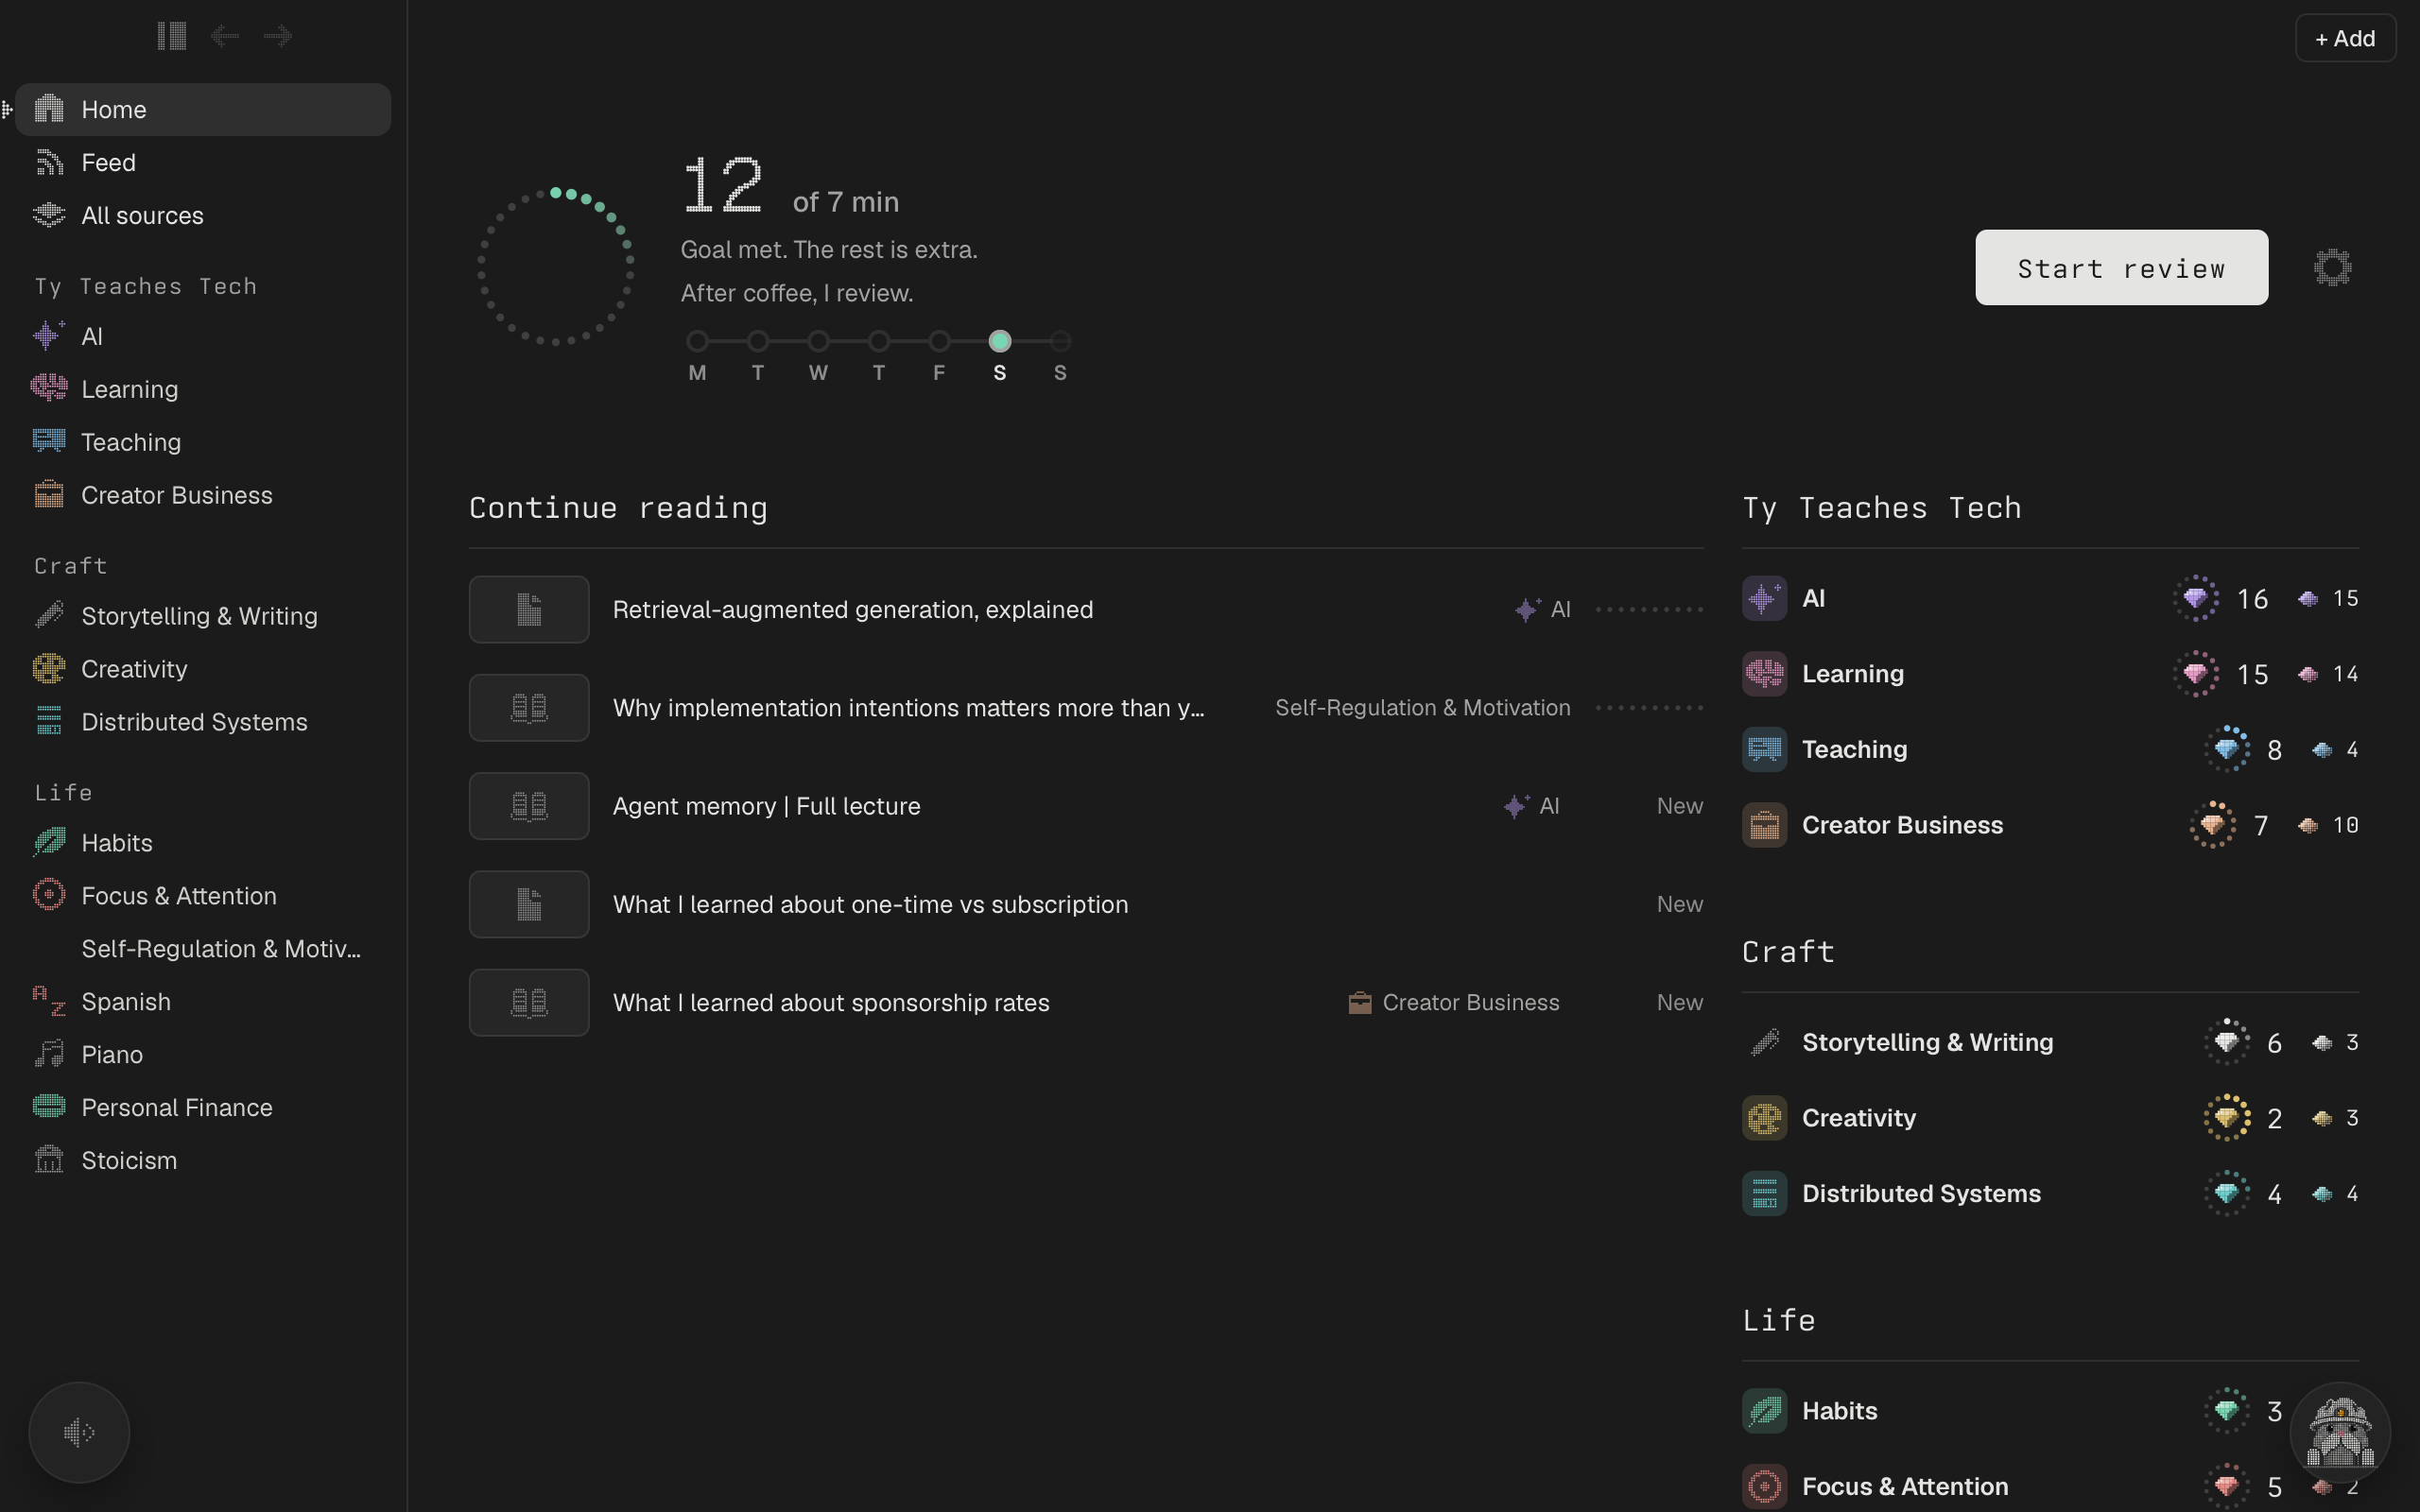 + Add
Home
Feed
All sources
Ty Teaches Tech
AI
Learning
Teaching
Creator Business
Craft
Storytelling & Writing
Creativity
Distributed Systems
Life
Habits
Focus & Attention
Self-Regulation & Motiv...
Spanish
Piano
Personal Finance
Stoicism
12 of 7 min
Goal met. The rest is extra.
After coffee, I review.
M T W T F S S
Start review
Continue reading
Retrieval-augmented generation, explained AI
Why implementation intentions matters more than y... Self-Regulation & Motivation
Agent memory | Full lecture AI New
What I learned about one-time vs subscription New
What I learned about sponsorship rates Creator Business New
Ty Teaches Tech
AI 16 15
Learning 15 14
Teaching 8 4
Creator Business 7 10
Craft
Storytelling & Writing 6 3
Creativity 2 3
Distributed Systems 4 4
Life
Habits 3
Focus & Attention 5 2